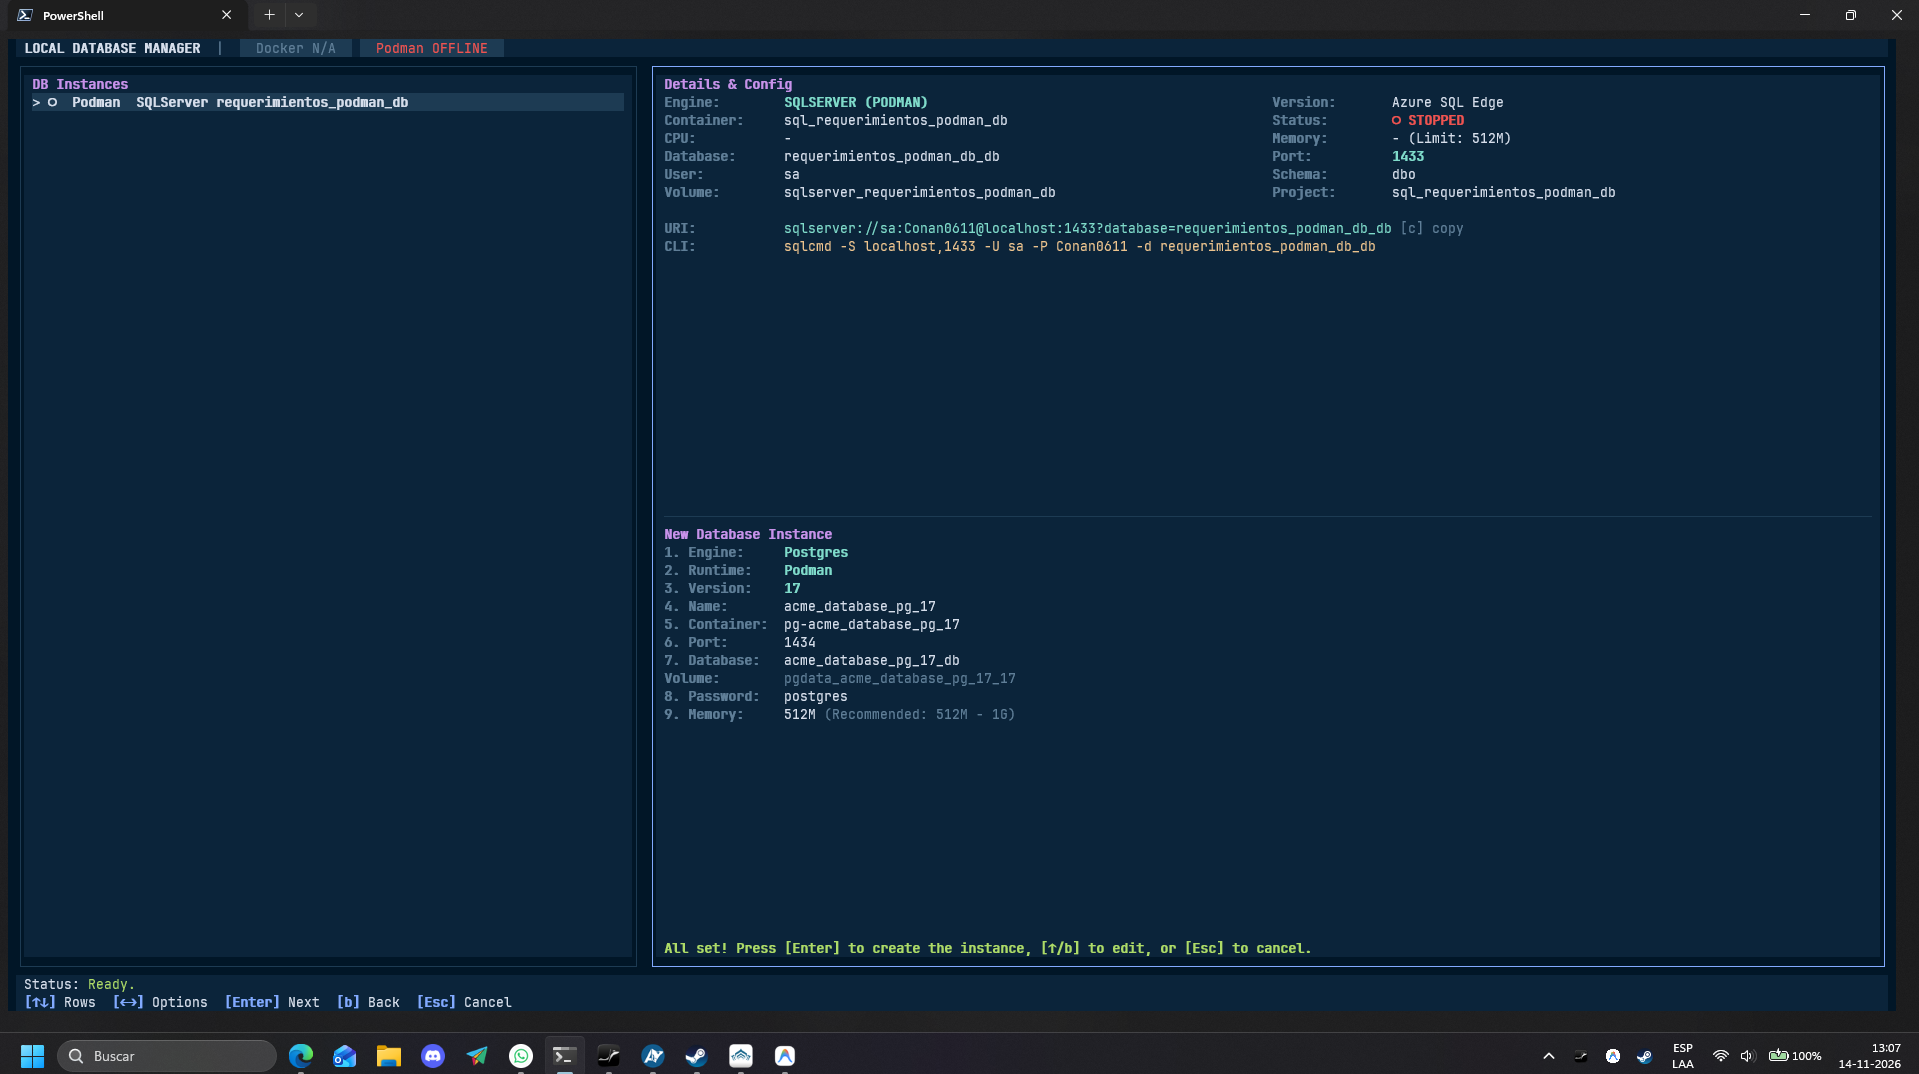 PowerShell
LOCAL DATABASE MANAGER | Docker N/A Podman OFFLINE
DB Instances
> o Podman SQLServer requerimientos_podman_db
Details & Config
Engine: SQLSERVER (PODMAN) Version: Azure SQL Edge
Container: sql_requerimientos_podman_db Status: o STOPPED
CPU: - Memory: - (Limit: 512M)
Database: requerimientos_podman_db_db Port: 1433
User: sa Schema: dbo
Volume: sqlserver_requerimientos_podman_db Project: sql_requerimientos_podman_db
URI: sqlserver://sa:Conan0611@localhost:1433?database=requerimientos_podman_db_db [c] copy
CLI: sqlcmd -S localhost,1433 -U sa -P Conan0611 -d requerimientos_podman_db_db
New Database Instance
1. Engine: Postgres
2. Runtime: Podman
3. Version: 17
4. Name: acme_database_pg_17
5. Container: pg-acme_database_pg_17
6. Port: 1434
7. Database: acme_database_pg_17_db
Volume: pgdata_acme_database_pg_17_17
8. Password: postgres
9. Memory: 512M (Recommended: 512M - 1G)
All set! Press [Enter] to create the instance, [↑/b] to edit, or [Esc] to cancel.
Status: Ready.
[↑↓] Rows [↔] Options [Enter] Next [b] Back [Esc] Cancel
Buscar
ESP
LAA
100%
13:07
14-11-2026